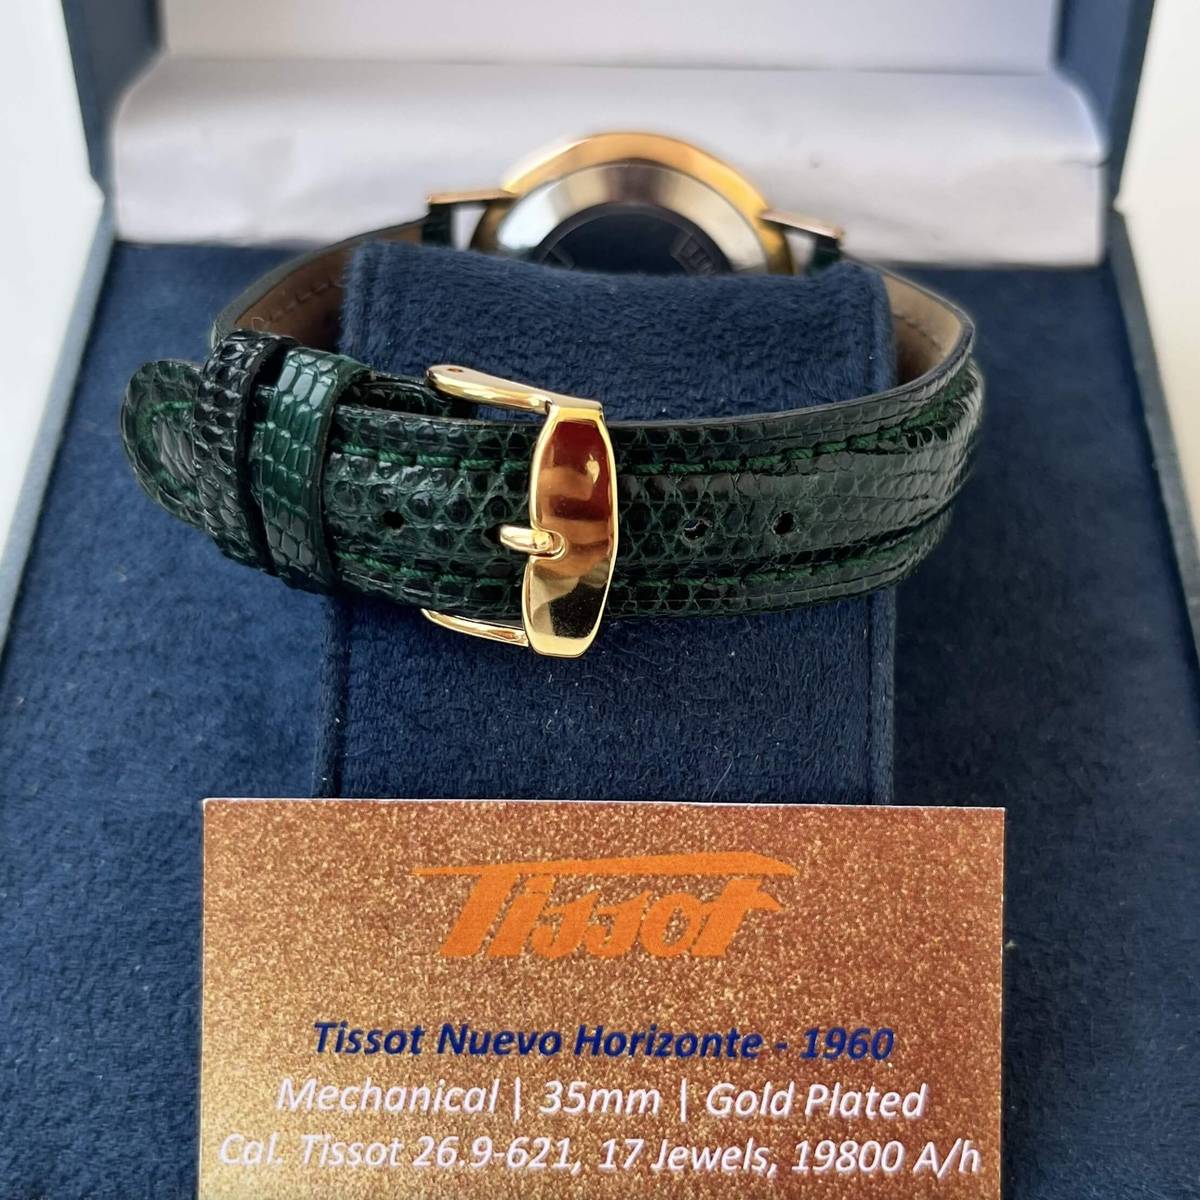 Tissot
Tissot Nuevo Horizonte - 1960
Mechanical | 35mm | Gold Plated
Cal. Tissot 26.9-621, 17 Jewels, 19800 A/h